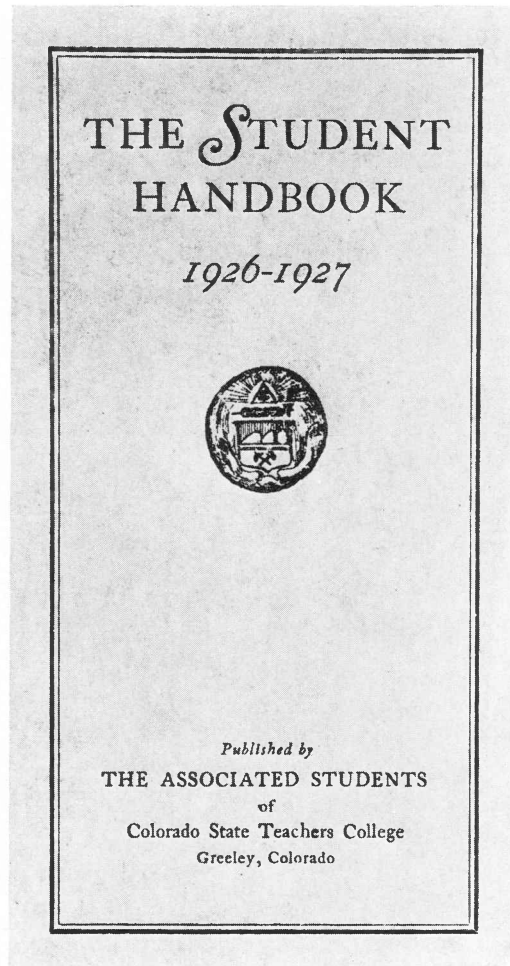 THE STUDENT
HANDBOOK
1926-1927
Published by
THE ASSOCIATED STUDENTS
of
Colorado State Teachers College
Greeley, Colorado